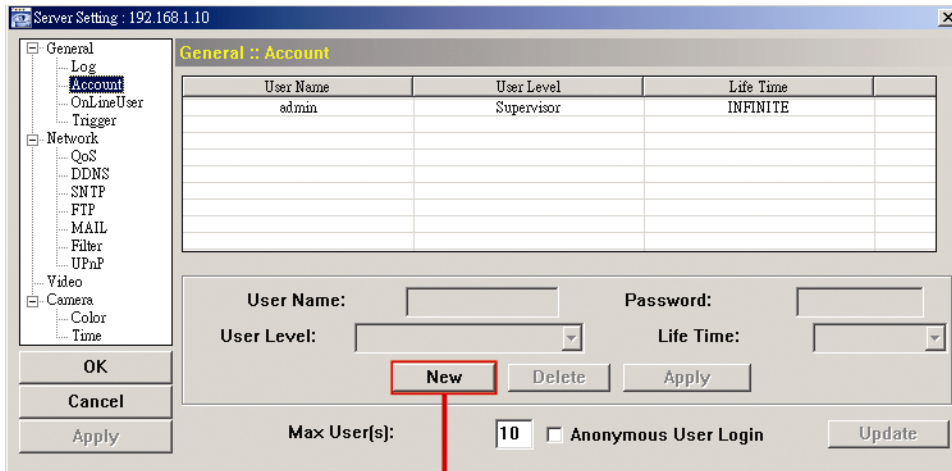 Server Setting : 192.168.1.10
General
Log
Account
OnLineUser
Trigger
Network
QoS
DDNS
SNTP
FTP
MAIL
Filter
UPnP
Video
Camera
Color
Time
OK
Cancel
Apply
General :: Account
User Name User Level Life Time
admin Supervisor INFINITE
User Name: Password:
User Level: Life Time:
New Delete Apply
Max User(s): 10 Anonymous User Login Update